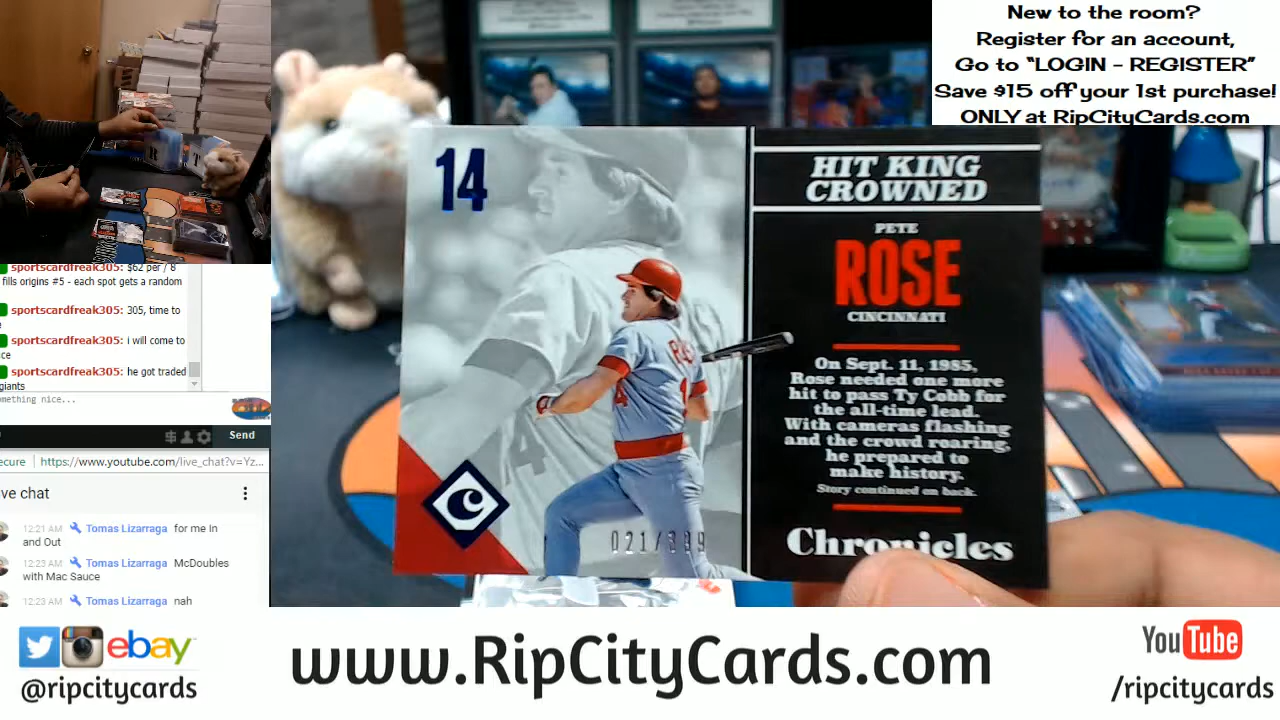 New to the room?
Register for an account,
Go to "LOGIN - REGISTER"
Save $15 off your 1st purchase!
ONLY at RipCityCards.com
14
HIT KING
CROWNED
PETE
ROSE
CINCINNATI
On Sept. 11, 1985,
Rose needed one more
hit to pass Ty Cobb for
the all-time lead.
With cameras flashing
and the crowd roaring,
he prepared to
make history.
Story continued on back.
Chronicles
C
021/399
sportscardfreak305: $62 per / 8
fills origins #5 - each spot gets a random
sportscardfreak305: 305, time to
sportscardfreak305: i will come to
sportscardfreak305: he got traded
giants
omething nice...
Send
ecure https://www.youtube.com/live_chat?v=Yz...
ve chat
12:21 AM Tomas Lizarraga for me In
and Out
12:23 AM Tomas Lizarraga McDoubles
with Mac Sauce
12:23 AM Tomas Lizarraga nah
ebay
@ripcitycards
www.RipCityCards.com
YouTube
/ripcitycards